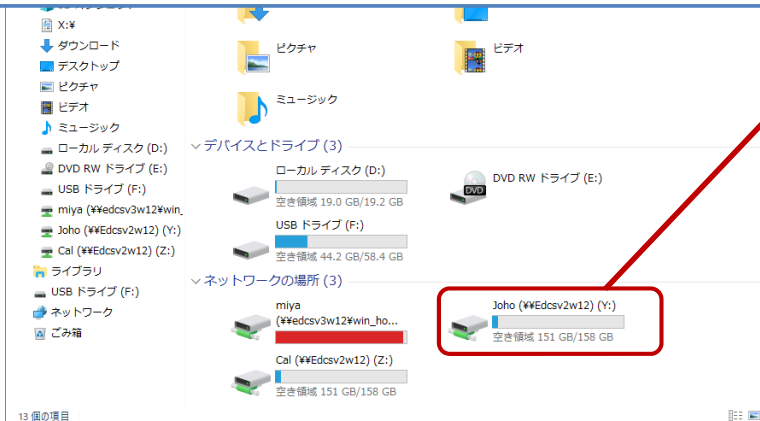 X:¥
ダウンロード
デスクトップ
ピクチャ
ビデオ
ミュージック
ローカル ディスク (D:)
DVD RW ドライブ (E:)
USB ドライブ (F:)
miya (¥¥edcsv3w12¥win_
Joho (¥¥Edcsv2w12) (Y:)
Cal (¥¥Edcsv2w12) (Z:)
ライブラリ
USB ドライブ (F:)
ネットワーク
ごみ箱
ピクチャ
ビデオ
ミュージック
デバイスとドライブ (3)
ローカル ディスク (D:)
空き領域 19.0 GB/19.2 GB
DVD RW ドライブ (E:)
DVD
USB ドライブ (F:)
空き領域 44.2 GB/58.4 GB
ネットワークの場所 (3)
miya
(¥¥edcsv3w12¥win_ho...
Joho (¥¥Edcsv2w12) (Y:)
空き領域 151 GB/158 GB
Cal (¥¥Edcsv2w12) (Z:)
空き領域 151 GB/158 GB
13 個の項目